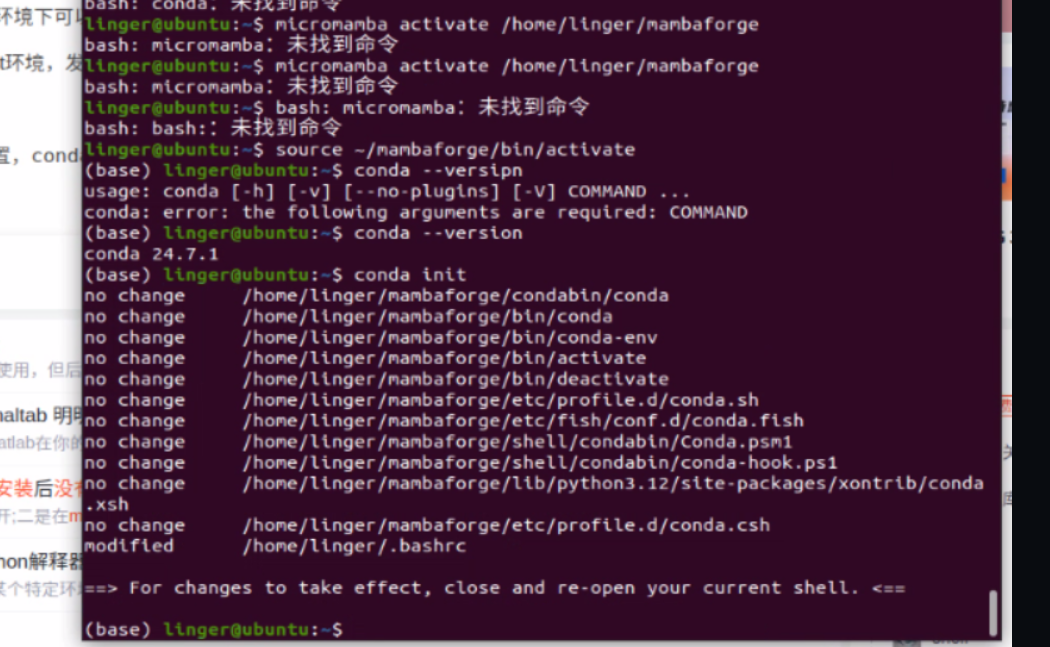 bash: conda: 未找到命令
linger@ubuntu:~$ micromamba activate /home/linger/mambaforge
bash: micromamba: 未找到命令
linger@ubuntu:~$ micromamba activate /home/linger/mambaforge
bash: micromamba: 未找到命令
linger@ubuntu:~$ bash: micromamba: 未找到命令
bash: bash:: 未找到命令
linger@ubuntu:~$ source ~/mambaforge/bin/activate
(base) linger@ubuntu:~$ conda --versipn
usage: conda [-h] [-v] [--no-plugins] [-V] COMMAND ...
conda: error: the following arguments are required: COMMAND
(base) linger@ubuntu:~$ conda --version
conda 24.7.1
(base) linger@ubuntu:~$ conda init
no change     /home/linger/mambaforge/condabin/conda
no change     /home/linger/mambaforge/bin/conda
no change     /home/linger/mambaforge/bin/conda-env
no change     /home/linger/mambaforge/bin/activate
no change     /home/linger/mambaforge/bin/deactivate
no change     /home/linger/mambaforge/etc/profile.d/conda.sh
no change     /home/linger/mambaforge/etc/fish/conf.d/conda.fish
no change     /home/linger/mambaforge/shell/condabin/Conda.psm1
no change     /home/linger/mambaforge/shell/condabin/conda-hook.ps1
no change     /home/linger/mambaforge/lib/python3.12/site-packages/xontrib/conda
.xsh
no change     /home/linger/mambaforge/etc/profile.d/conda.csh
modified      /home/linger/.bashrc
==> For changes to take effect, close and re-open your current shell. <==
(base) linger@ubuntu:~$
环境下可
t环境，发
置，cond
使用，但后
naltab 明明
atlab在你的
安装后没有
开;二是在m
hon解释器
某个特定环